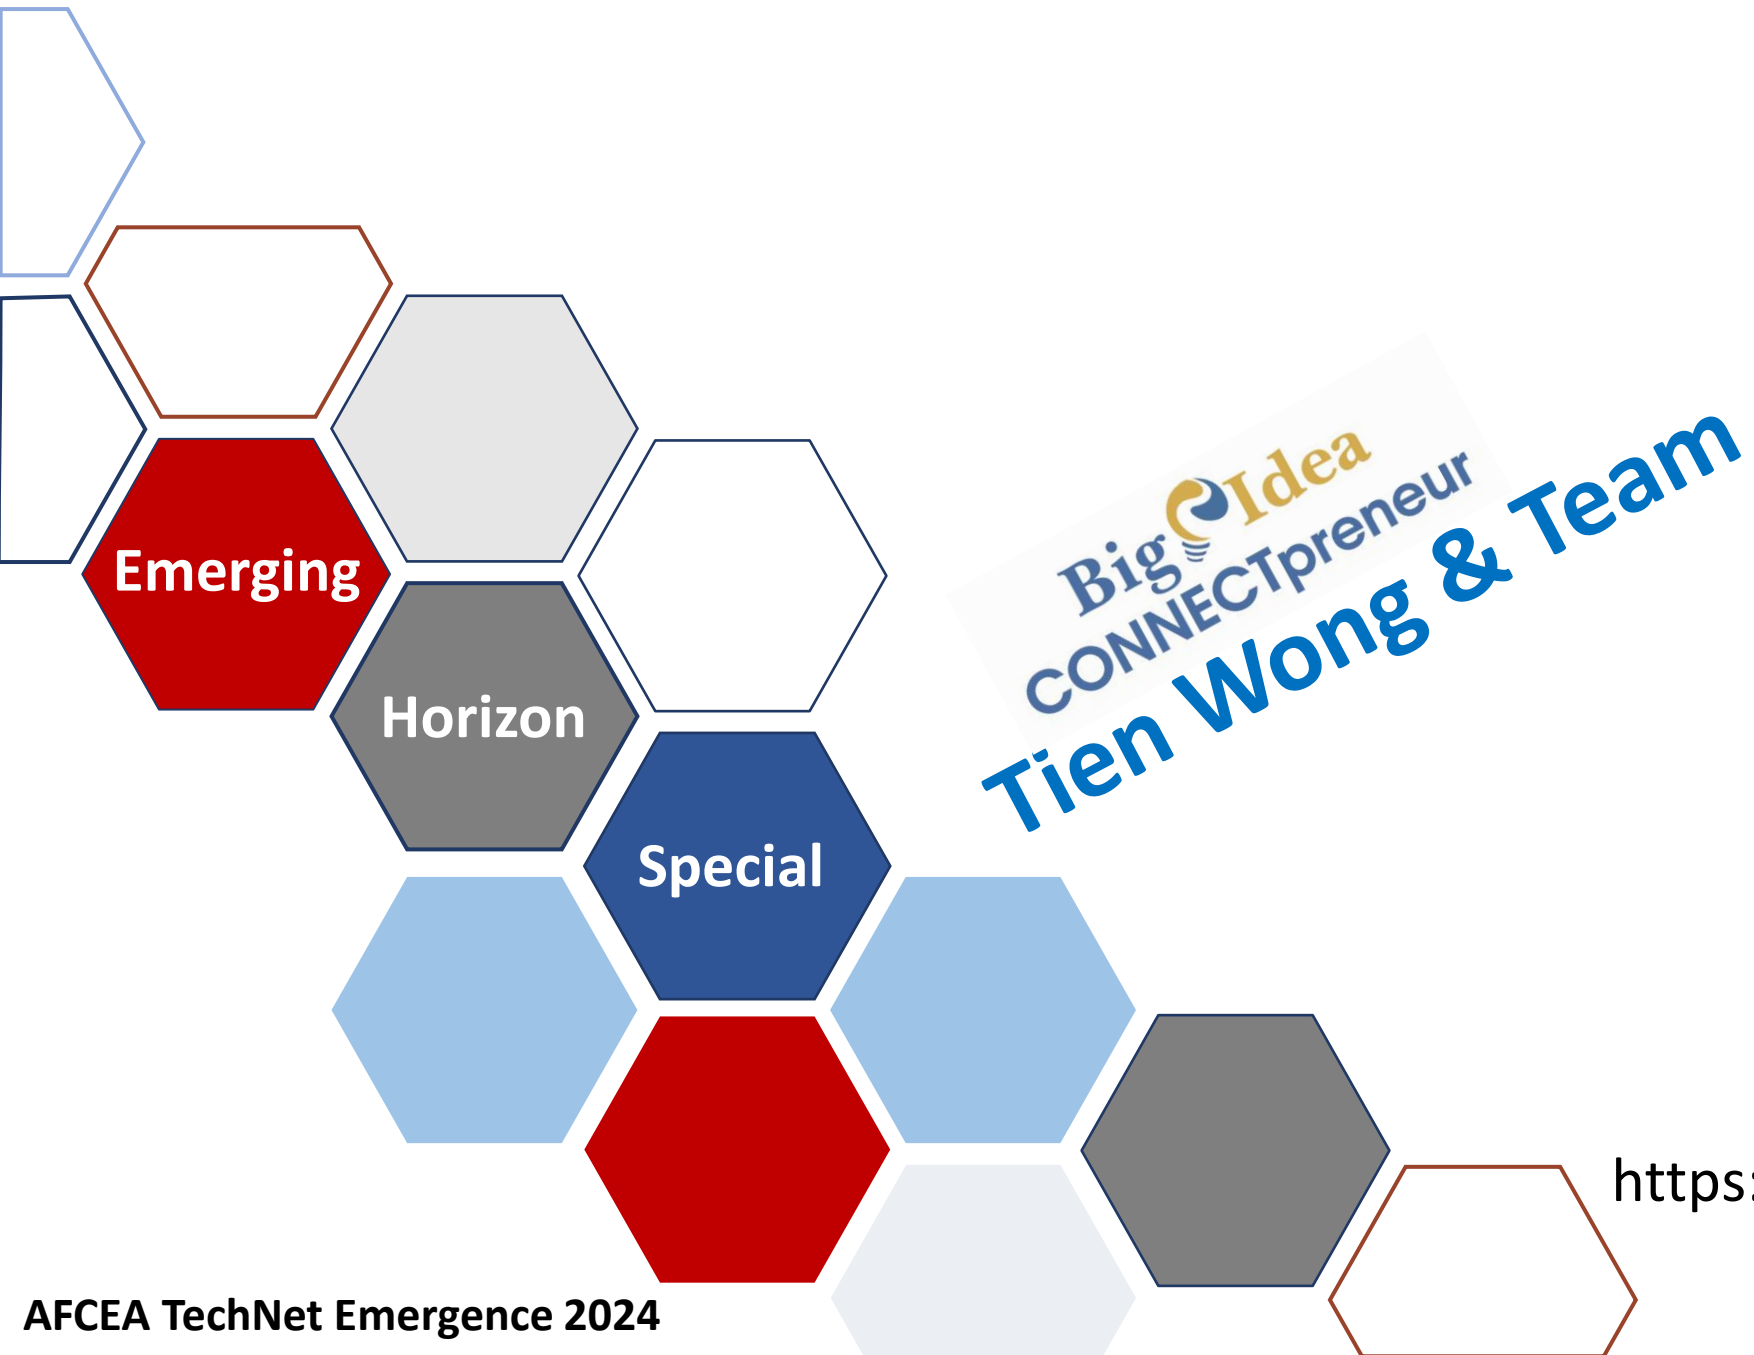 Emerging
Horizon
Special
Big Idea
CONNECTpreneur
Tien Wong & Team
https:
AFCEA TechNet Emergence 2024